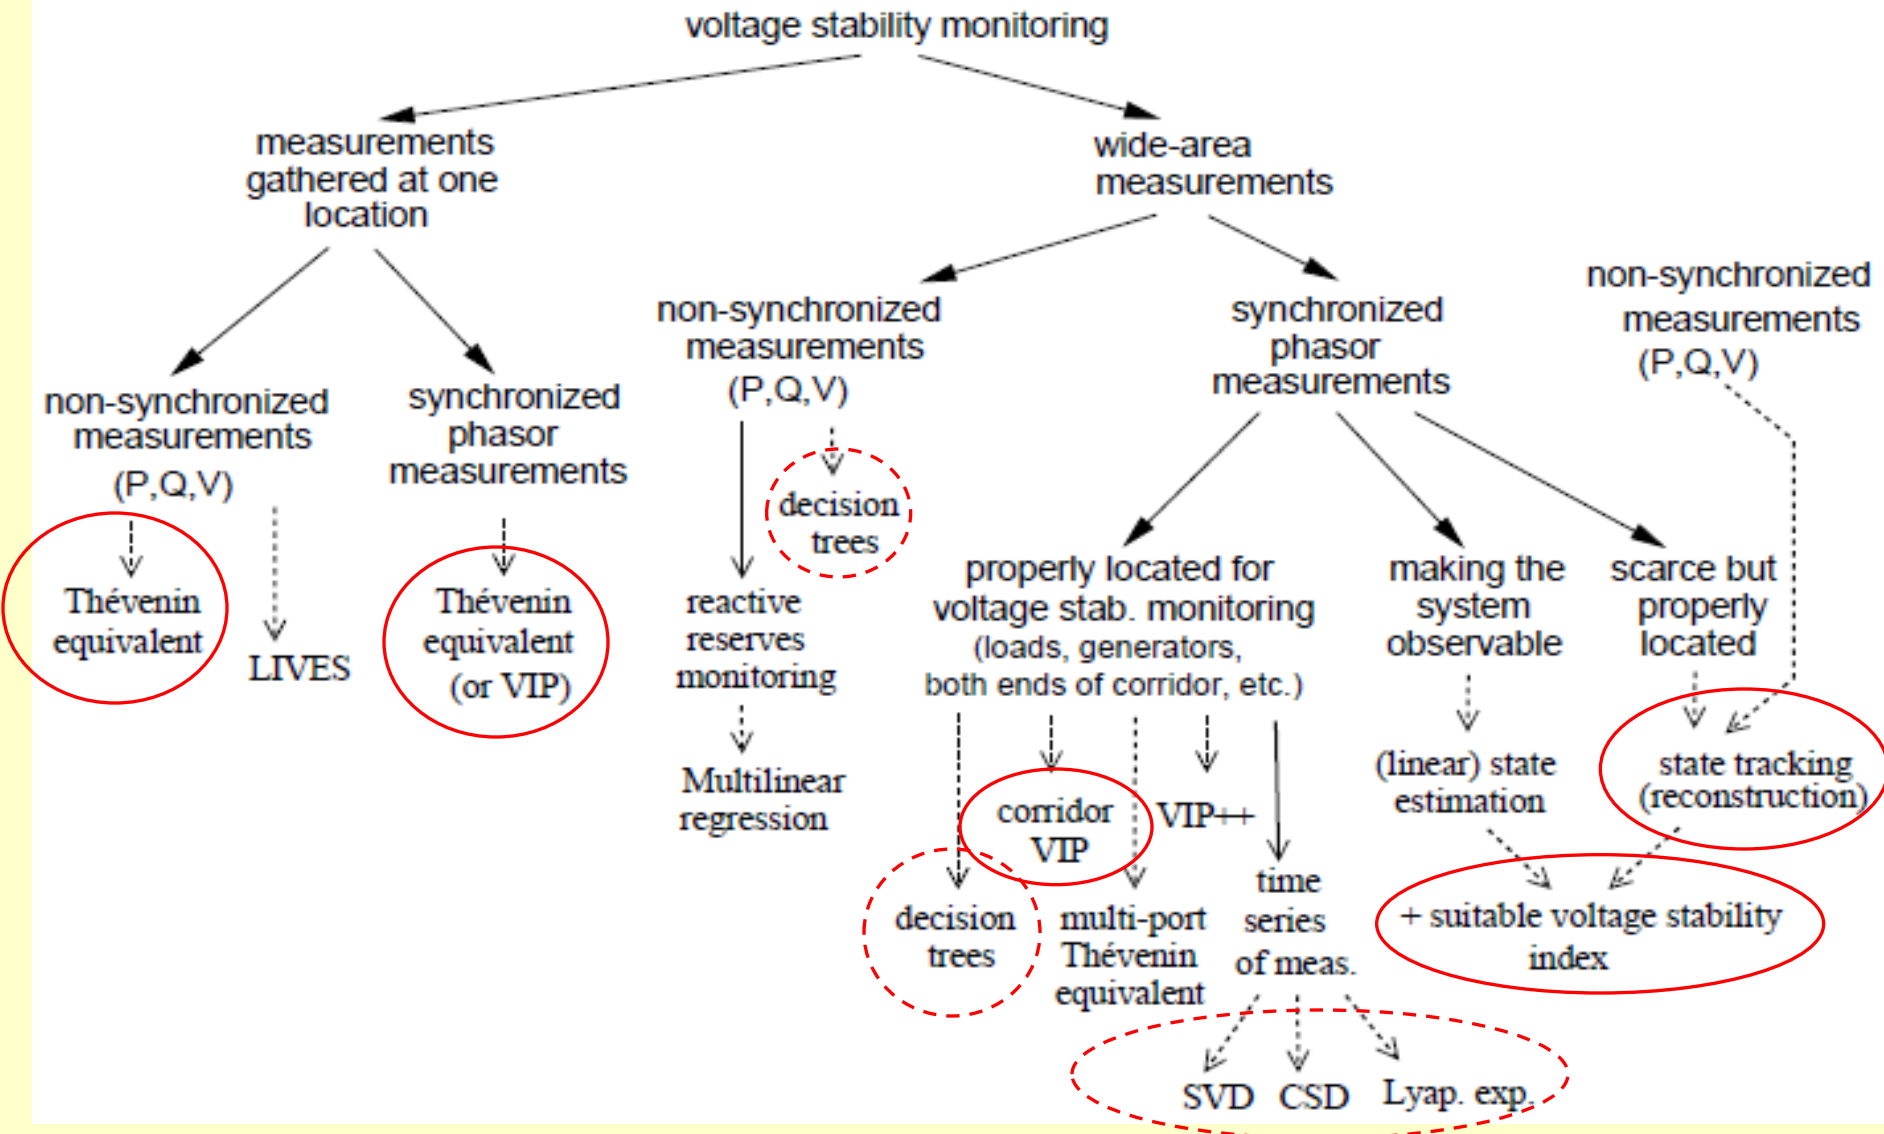 voltage stability monitoring
measurements
gathered at one
location
wide-area
measurements
non-synchronized
measurements
(P,Q,V)
synchronized
phasor
measurements
non-synchronized
measurements
(P,Q,V)
synchronized
phasor
measurements
non-synchronized
measurements
(P,Q,V)
Thévenin
equivalent
LIVES
Thévenin
equivalent
(or VIP)
decision
trees
reactive
reserves
monitoring
Multilinear
regression
properly located for
voltage stab. monitoring
(loads, generators,
both ends of corridor, etc.)
making the
system
observable
scarce but
properly
located
decision
trees
corridor
VIP
multi-port
Thévenin
equivalent
VIP++
time
series
of meas.
SVD
CSD
Lyap. exp.
(linear) state
estimation
state tracking
(reconstruction)
+ suitable voltage stability
index